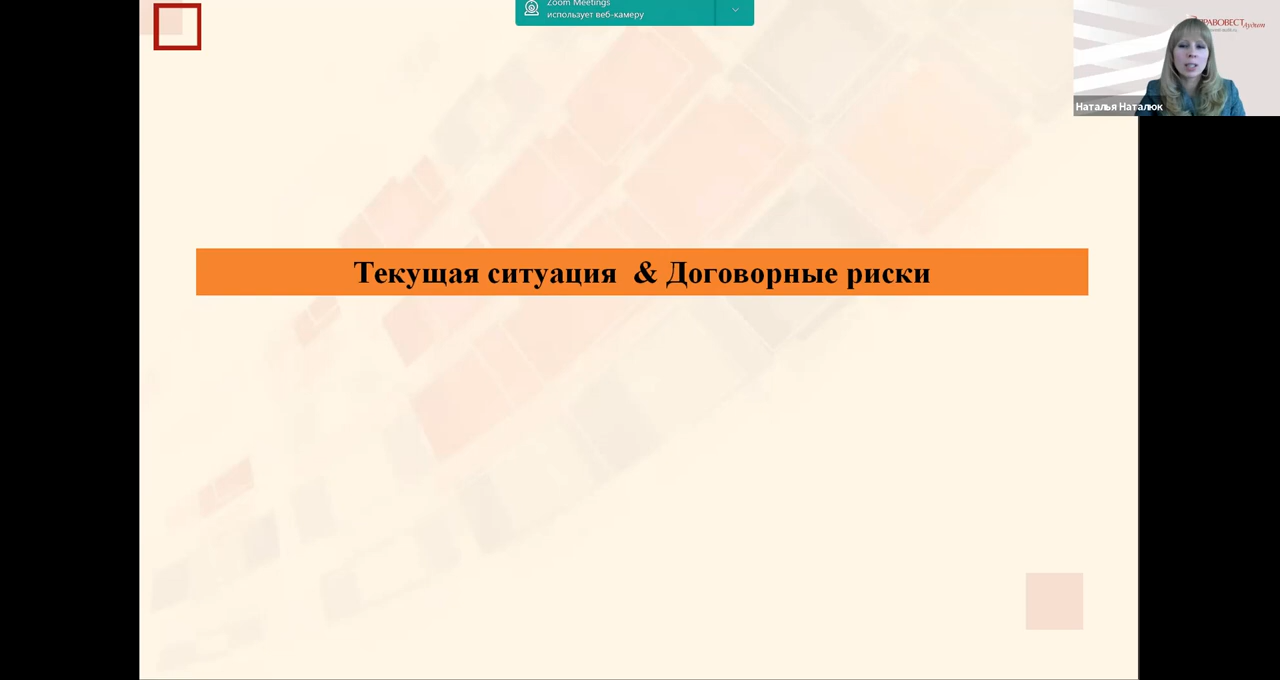 Zoom Meetings
использует веб-камеру
Наталья Наталюк
Текущая ситуация & Договорные риски